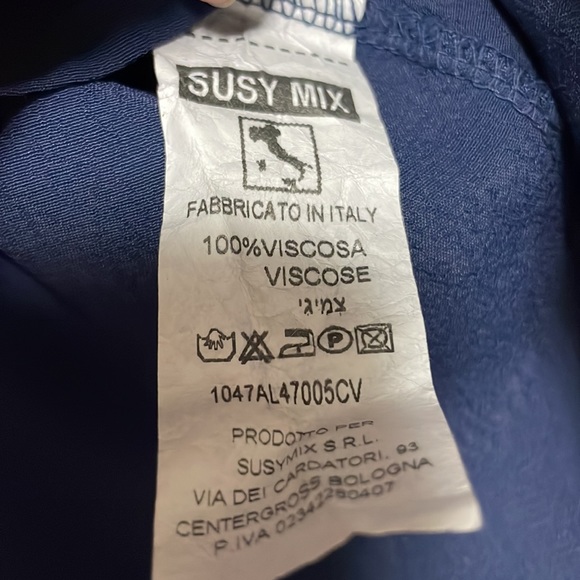 SUSY MIX
FABBRICATO IN ITALY
100%VISCOSA
VISCOSE
צמיגי
P
1047AL47005CV
PRODOTTO PER
SUSYMIX S R.L.
VIA DEI CARDATORI. 93
CENTERGROSS BOLOGNA
P.IVA 02342280407